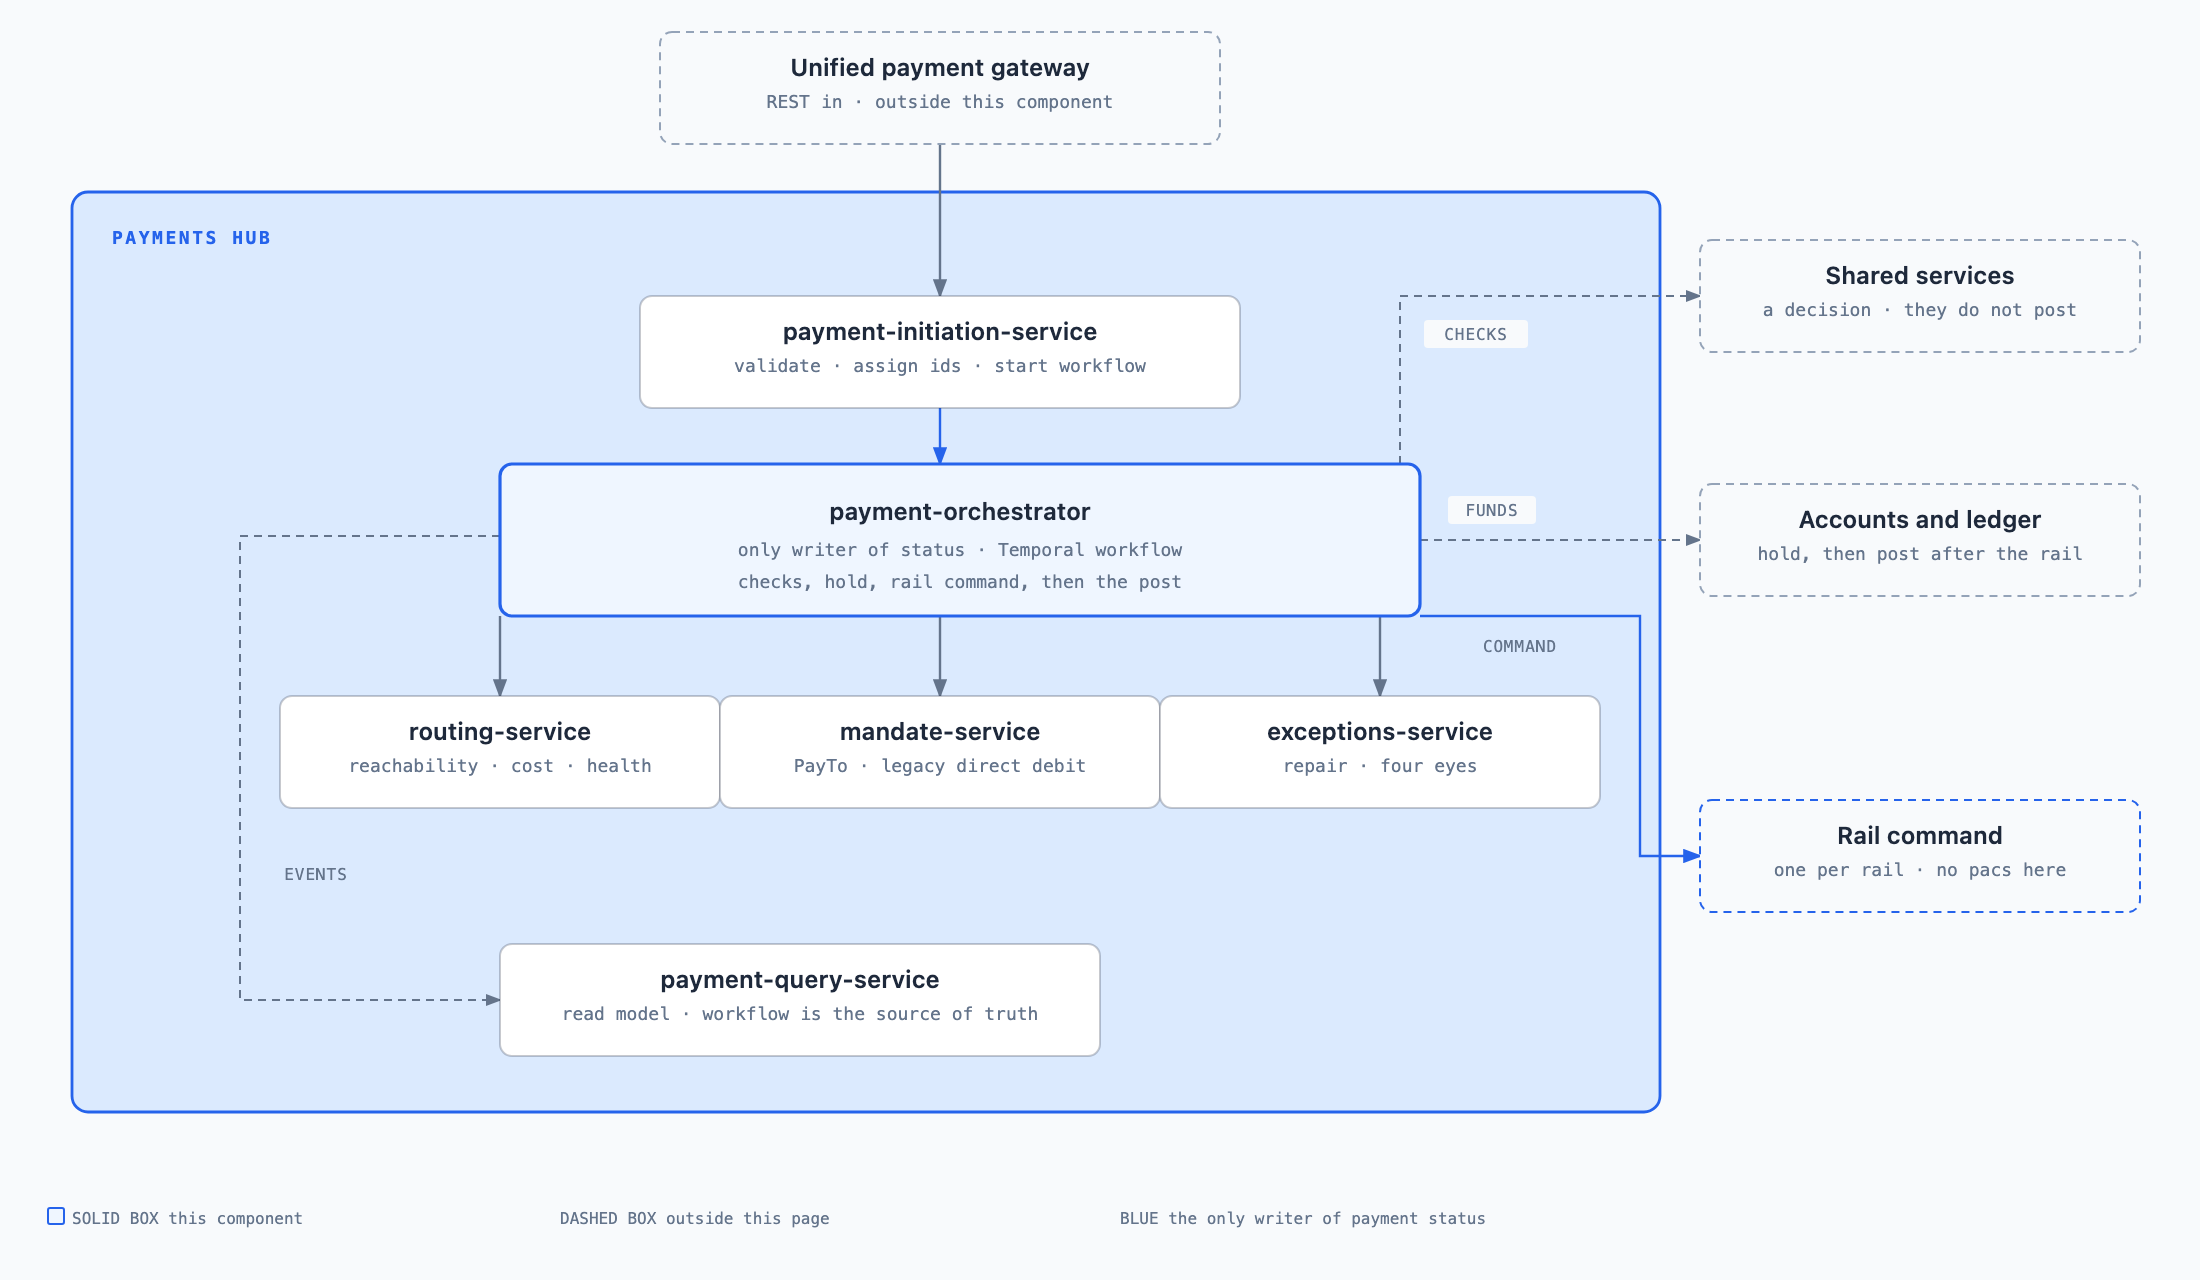 Unified payment gateway
REST in · outside this component
PAYMENTS HUB
payment-initiation-service
validate · assign ids · start workflow
Shared services
a decision · they do not post
CHECKS
payment-orchestrator
only writer of status · Temporal workflow
checks, hold, rail command, then the post
FUNDS
Accounts and ledger
hold, then post after the rail
COMMAND
routing-service
reachability · cost · health
mandate-service
PayTo · legacy direct debit
exceptions-service
repair · four eyes
Rail command
one per rail · no pacs here
EVENTS
payment-query-service
read model · workflow is the source of truth
SOLID BOX this component
DASHED BOX outside this page
BLUE the only writer of payment status